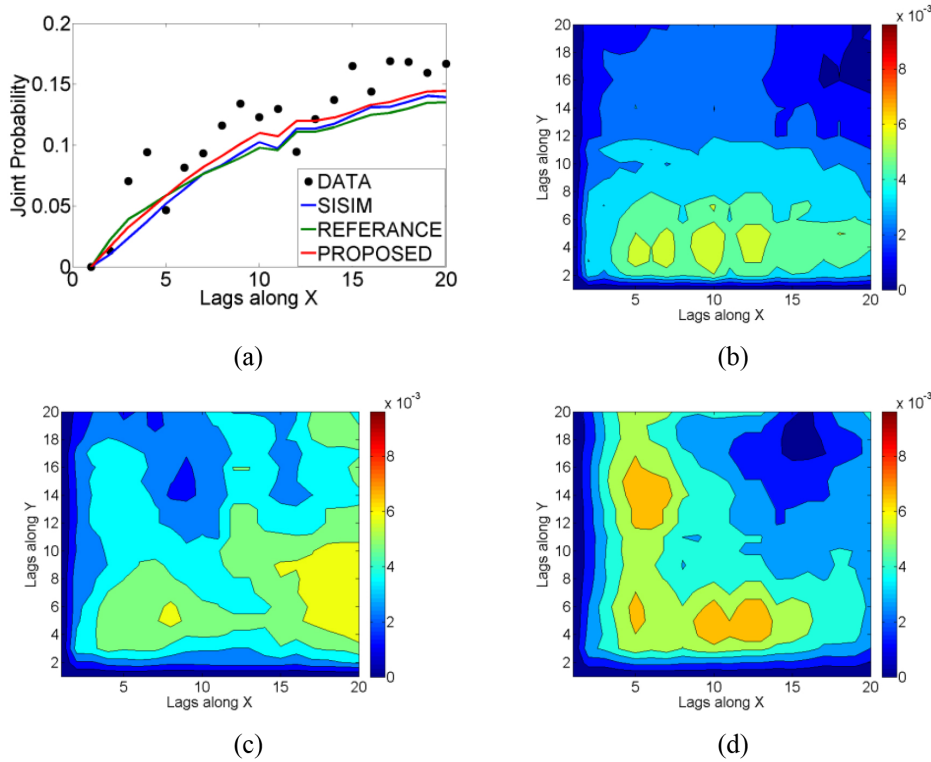 0.2
0.15
0.1
0.05
0
Joint Probability
0 5 10 15 20
Lags along X
DATA
SISIM
REFERANCE
PROPOSED
(a)
x 10^-3
20
18
16
14
12
10
8
6
4
2
Lags along Y
5 10 15 20
Lags along X
8
6
4
2
0
(b)
x 10^-3
20
18
16
14
12
10
8
6
4
2
Lags along Y
5 10 15 20
Lags along X
8
6
4
2
0
(c)
x 10^-3
20
18
16
14
12
10
8
6
4
2
Lags along Y
5 10 15 20
Lags along X
8
6
4
2
0
(d)